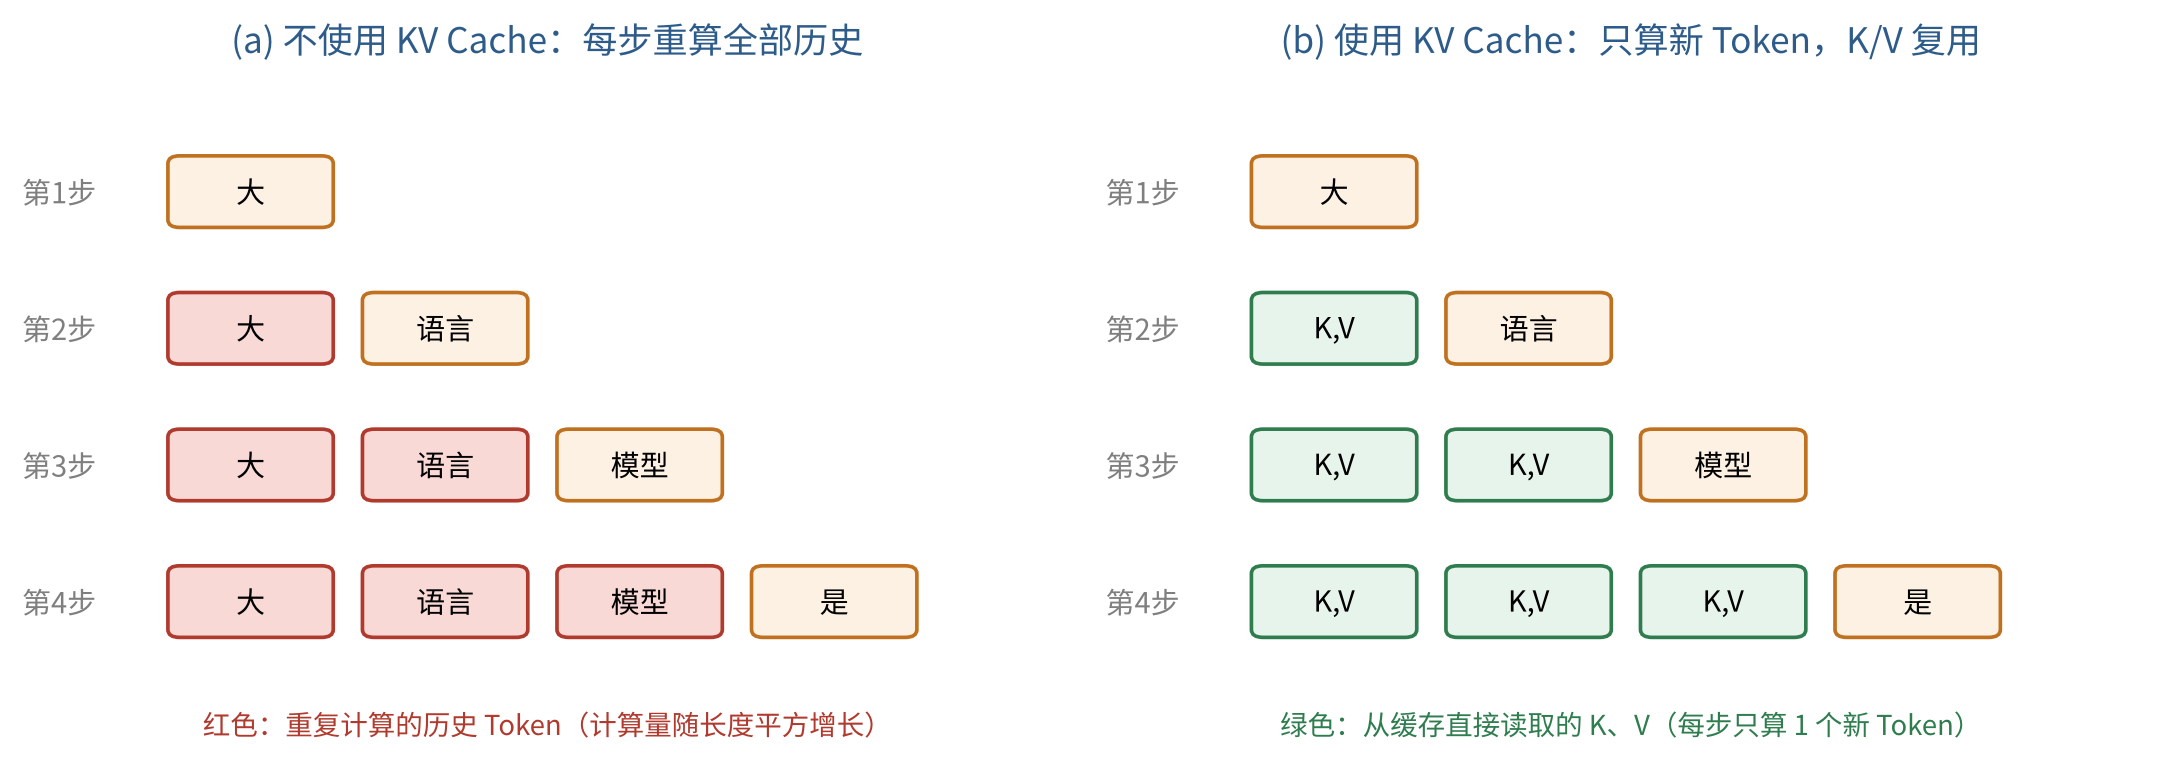 (a) 不使用 KV Cache：每步重算全部历史
第1步
大
第2步
大 语言
第3步
大 语言 模型
第4步
大 语言 模型 是
红色：重复计算的历史 Token（计算量随长度平方增长）
(b) 使用 KV Cache：只算新 Token，K/V 复用
第1步
大
第2步
K,V 语言
第3步
K,V K,V 模型
第4步
K,V K,V K,V 是
绿色：从缓存直接读取的 K、V（每步只算 1 个新 Token）